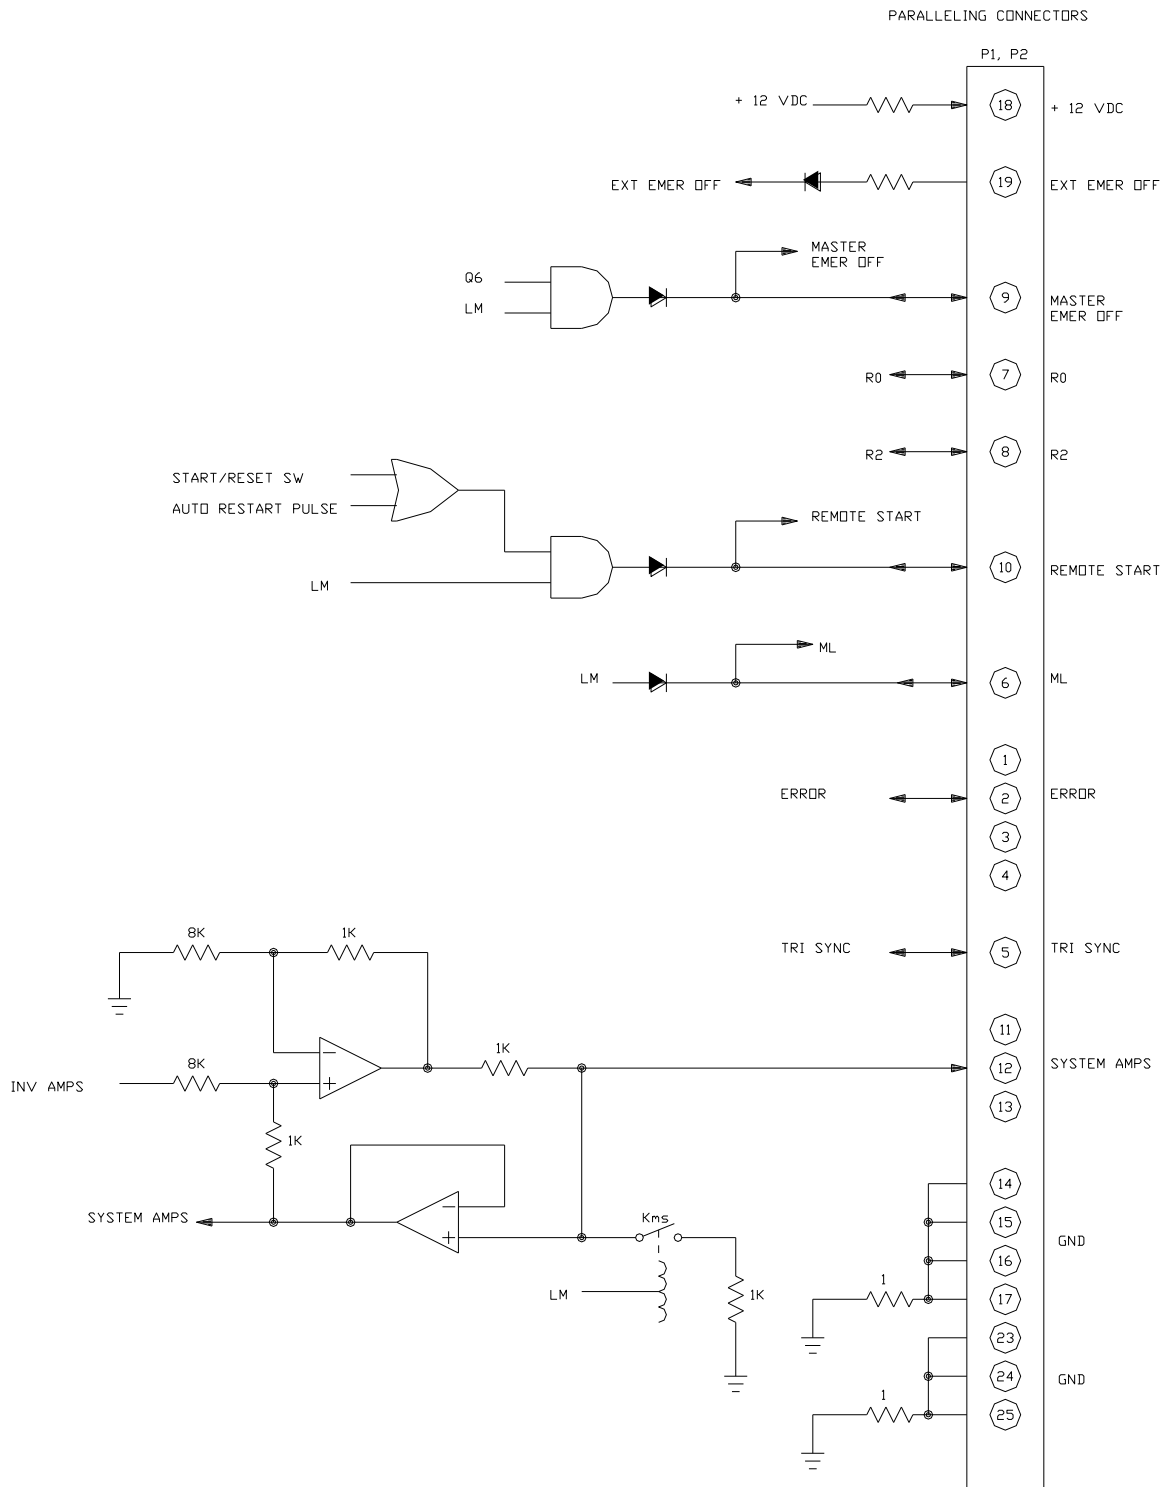 PARALLELING CONNECTORS
P1, P2
+ 12 VDC
18
+ 12 VDC
EXT EMER OFF
19
EXT EMER OFF
MASTER
EMER OFF
Q6
LM
9
MASTER
EMER OFF
R0
7
R0
R2
8
R2
START/RESET SW
AUTO RESTART PULSE
REMOTE START
LM
10
REMOTE START
ML
LM
6
ML
1
ERROR
2
ERROR
3
4
8K
1K
TRI SYNC
5
TRI SYNC
11
8K
1K
12
SYSTEM AMPS
INV AMPS
13
1K
14
SYSTEM AMPS
Kms
15
GND
16
LM
1K
1
17
23
24
GND
1
25